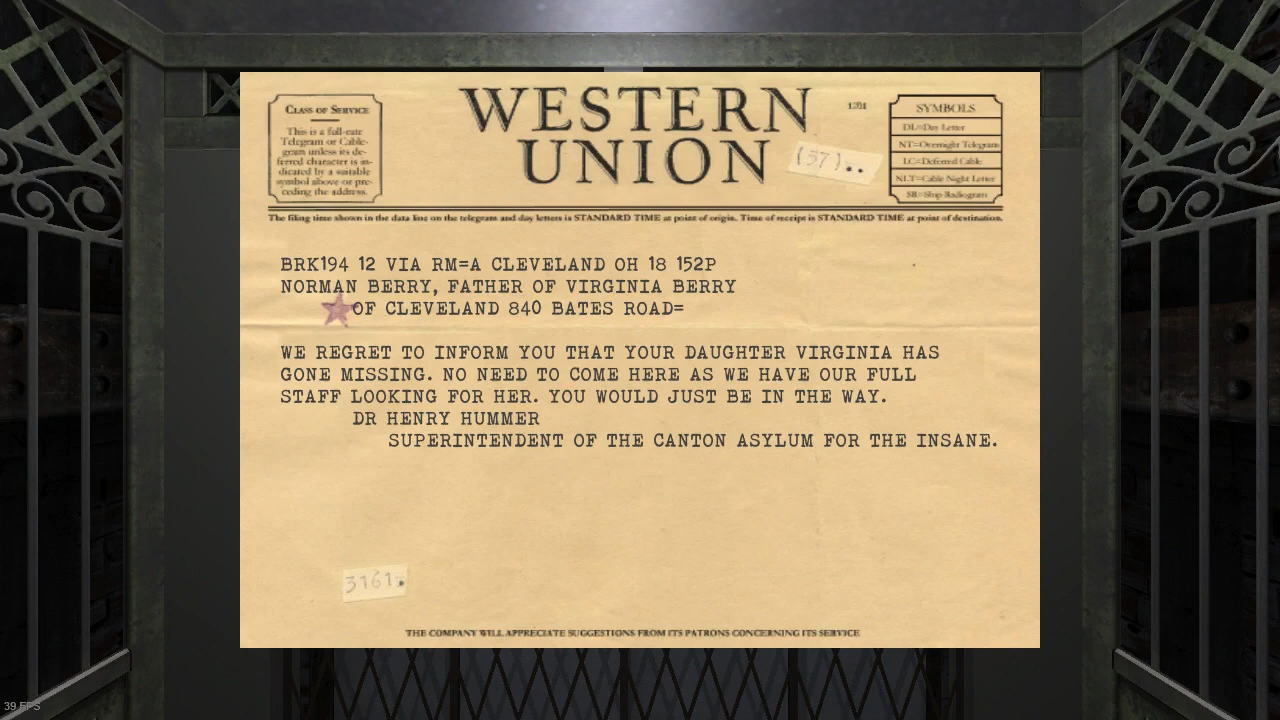 CLASS OF SERVICE
This is a full-rate
Telegram or Cable-
gram unless its de-
ferred character is in-
dicated by a suitable
symbol above or pre-
ceding the address.
WESTERN
UNION
1201
(57)..
SYMBOLS
DL=Day Letter
NT=Overnight Telegram
LC=Deferred Cable
NLT=Cable Night Letter
SR=Ship Radiogram
The filing time shown in the data line on the telegram and day letters is STANDARD TIME at point of origin. Time of receipt is STANDARD TIME at point of destination.
BRK194 12 VIA RM=A CLEVELAND OH 18 152P
NORMAN BERRY, FATHER OF VIRGINIA BERRY
OF CLEVELAND 840 BATES ROAD=
WE REGRET TO INFORM YOU THAT YOUR DAUGHTER VIRGINIA HAS
GONE MISSING. NO NEED TO COME HERE AS WE HAVE OUR FULL
STAFF LOOKING FOR HER. YOU WOULD JUST BE IN THE WAY.
DR HENRY HUMMER
SUPERINTENDENT OF THE CANTON ASYLUM FOR THE INSANE.
3161.
THE COMPANY WILL APPRECIATE SUGGESTIONS FROM ITS PATRONS CONCERNING ITS SERVICE
39 FPS